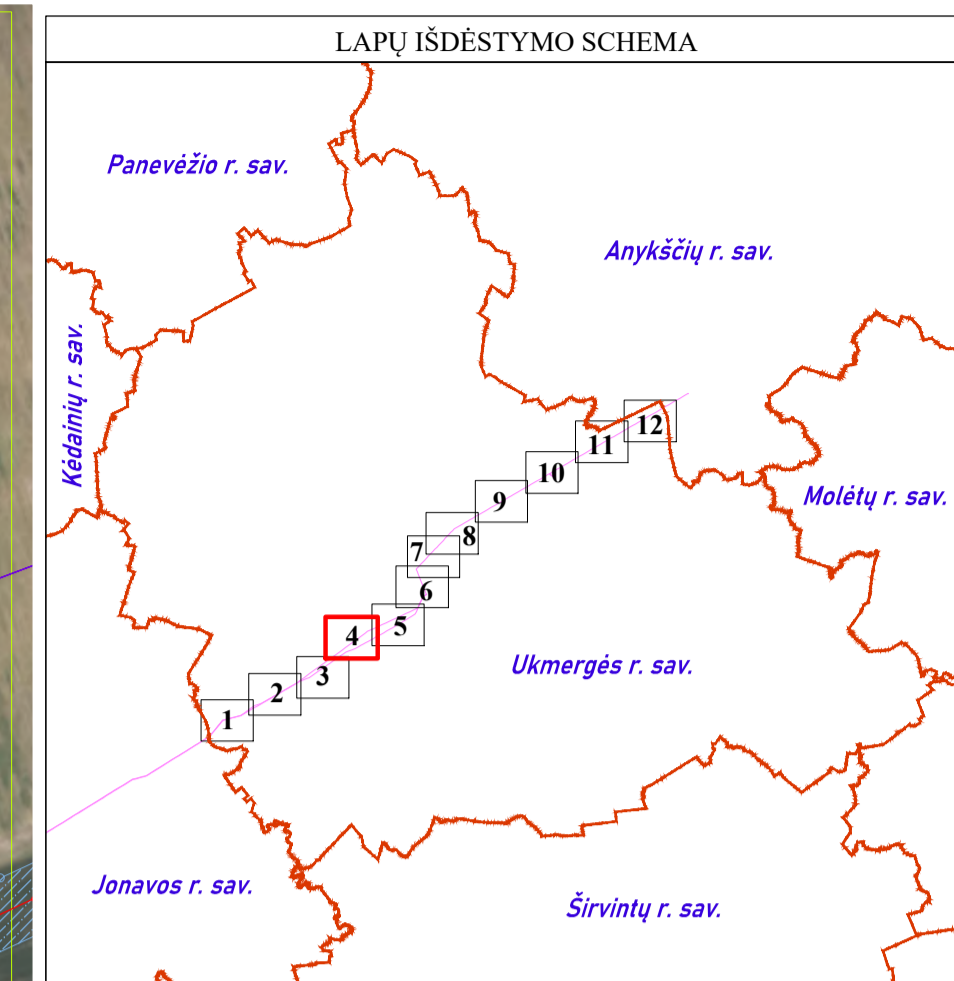 LAPŲ IŠDĖSTYMO SCHEMA
Panevėžio r. sav.
Anykščių r. sav.
Kėdainių r. sav.
12
11
10
Molėtų r. sav.
9
8
7
6
5
4
Ukmergės r. sav.
3
2
1
Jonavos r. sav.
Širvintų r. sav.